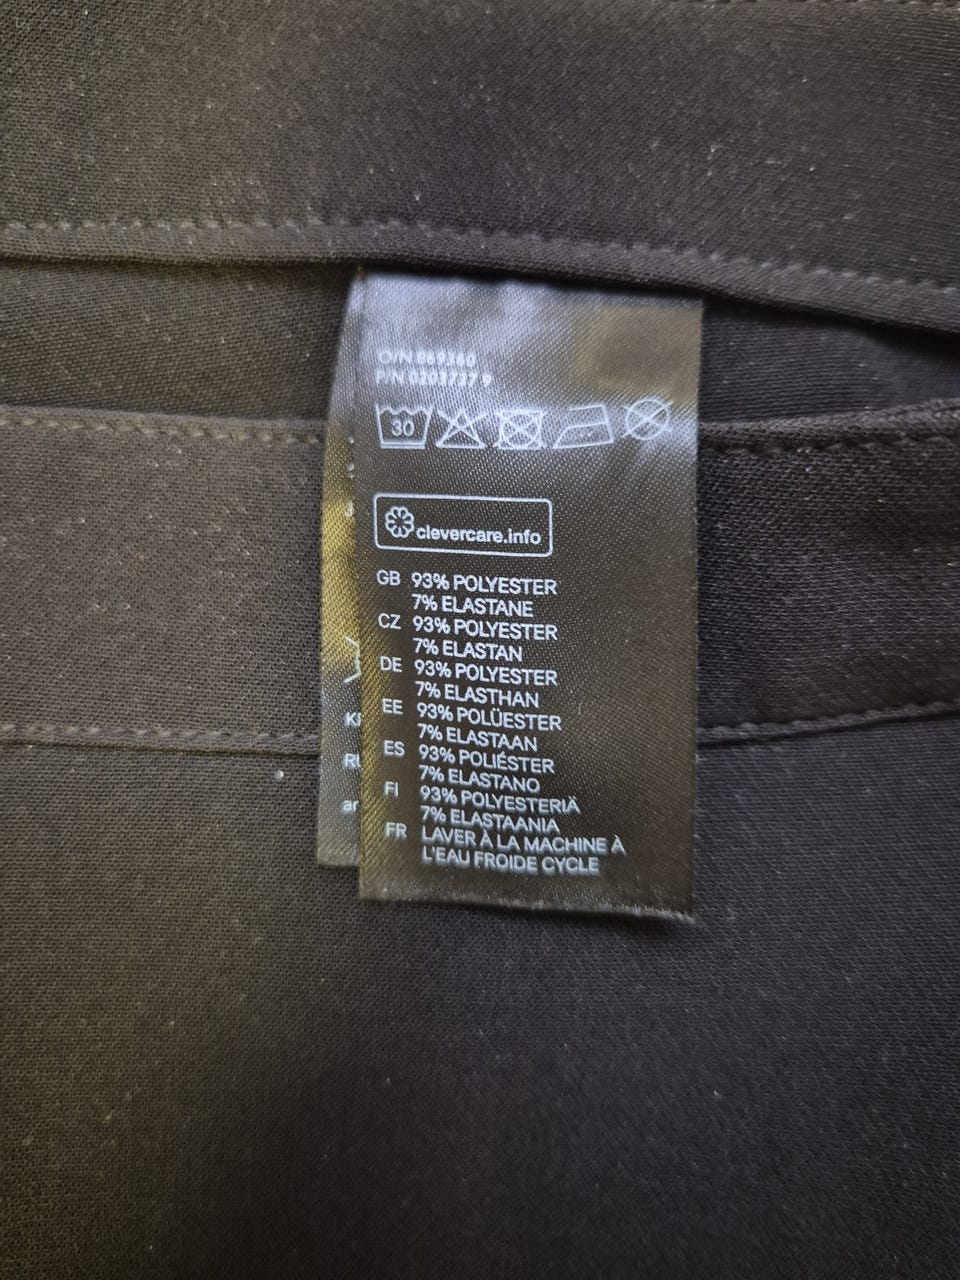 O/N 869360
P/N 0203727 9
30
clevercare.info
GB 93% POLYESTER
7% ELASTANE
CZ 93% POLYESTER
7% ELASTAN
DE 93% POLYESTER
7% ELASTHAN
EE 93% POLÜESTER
7% ELASTAAN
ES 93% POLIÉSTER
7% ELASTANO
FI 93% POLYESTERIÄ
7% ELASTAANIA
FR LAVER À LA MACHINE À
L'EAU FROIDE CYCLE